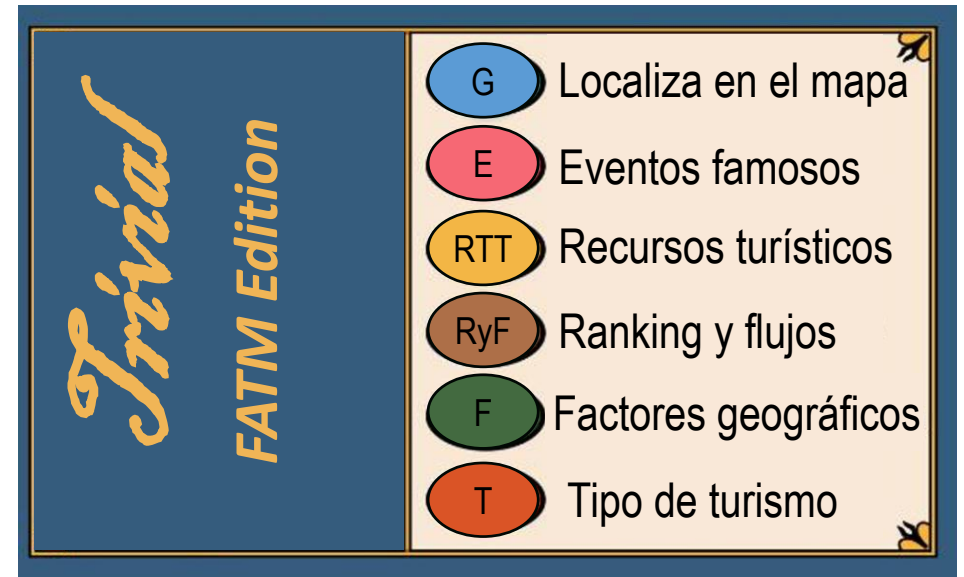 Trivial
FATM Edition
G Localiza en el mapa
E Eventos famosos
RTT Recursos turísticos
RyF Ranking y flujos
F Factores geográficos
T Tipo de turismo